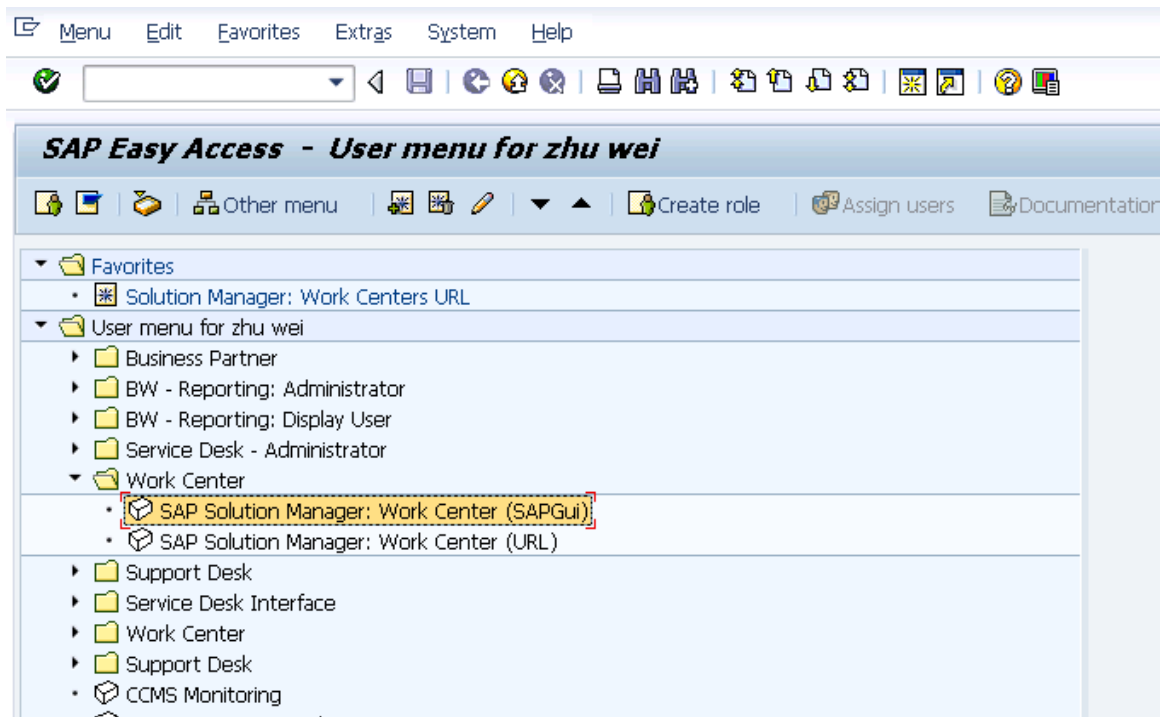 Menu Edit Favorites Extras System Help
SAP Easy Access - User menu for zhu wei
Other menu Create role Assign users Documentation
Favorites
Solution Manager: Work Centers URL
User menu for zhu wei
Business Partner
BW - Reporting: Administrator
BW - Reporting: Display User
Service Desk - Administrator
Work Center
SAP Solution Manager: Work Center (SAPGui)
SAP Solution Manager: Work Center (URL)
Support Desk
Service Desk Interface
Work Center
Support Desk
CCMS Monitoring